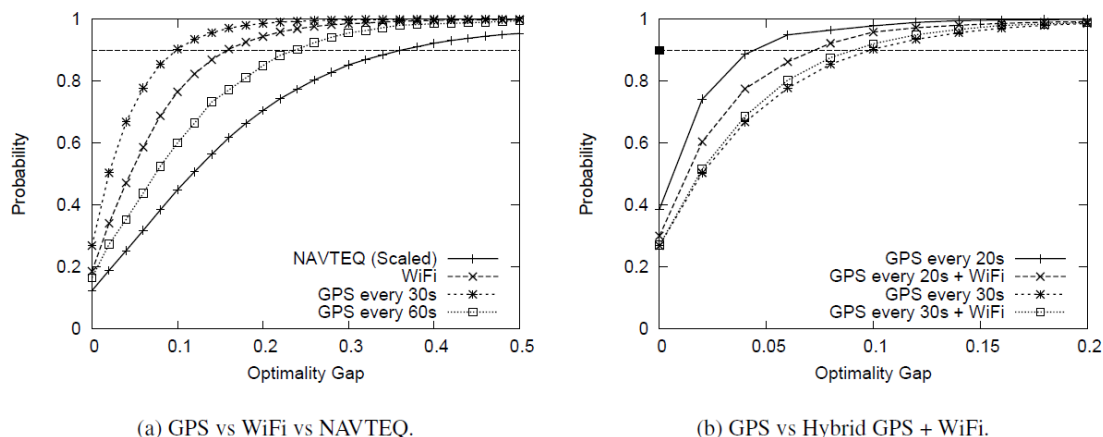 1
0.8
0.6
0.4
0.2
0
Probability
NAVTEQ (Scaled)
WiFi
GPS every 30s
GPS every 60s
0 0.1 0.2 0.3 0.4 0.5
Optimality Gap
(a) GPS vs WiFi vs NAVTEQ.
1
0.8
0.6
0.4
0.2
0
Probability
GPS every 20s
GPS every 20s + WiFi
GPS every 30s
GPS every 30s + WiFi
0 0.05 0.1 0.15 0.2
Optimality Gap
(b) GPS vs Hybrid GPS + WiFi.